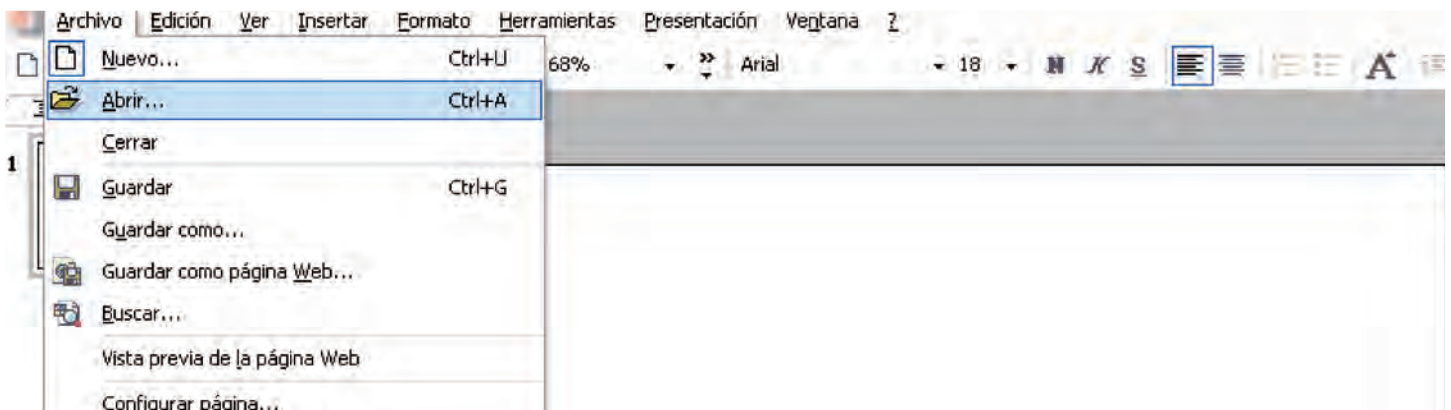 Archivo Edición Ver Insertar Formato Herramientas Presentación Ventana ?
Nuevo... Ctrl+U 68% Arial 18 N K S A
Abrir... Ctrl+A
Cerrar
1
Guardar Ctrl+G
Guardar como...
Guardar como página Web...
Buscar...
Vista previa de la página Web
Configurar página...